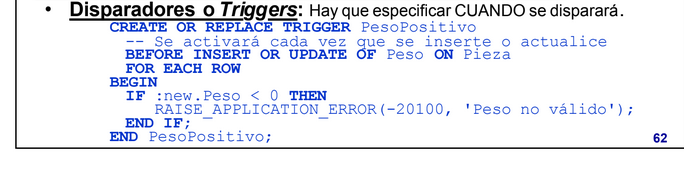 • Disparadores o Triggers: Hay que especificar CUANDO se disparará.
CREATE OR REPLACE TRIGGER PesoPositivo
-- Se activará cada vez que se inserte o actualice
BEFORE INSERT OR UPDATE OF Peso ON Pieza
FOR EACH ROW
BEGIN
IF :new.Peso < 0 THEN
RAISE_APPLICATION_ERROR(-20100, 'Peso no válido');
END IF;
END PesoPositivo;
62